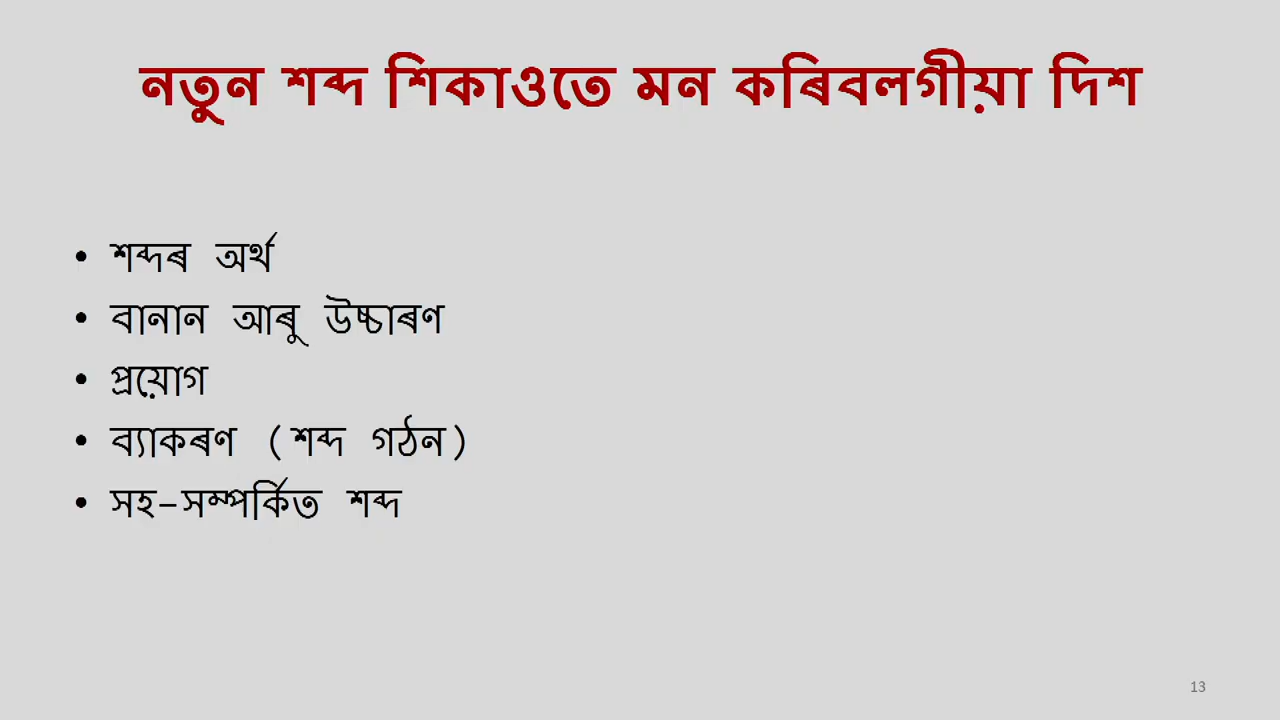 নতুন শব্দ শিকাওতে মন কৰিবলগীয়া দিশ
• শব্দৰ অৰ্থ
• বানান আৰু উচ্চাৰণ
• প্ৰয়োগ
• ব্যাকৰণ (শব্দ গঠন)
• সহ-সম্পৰ্কিত শব্দ
13